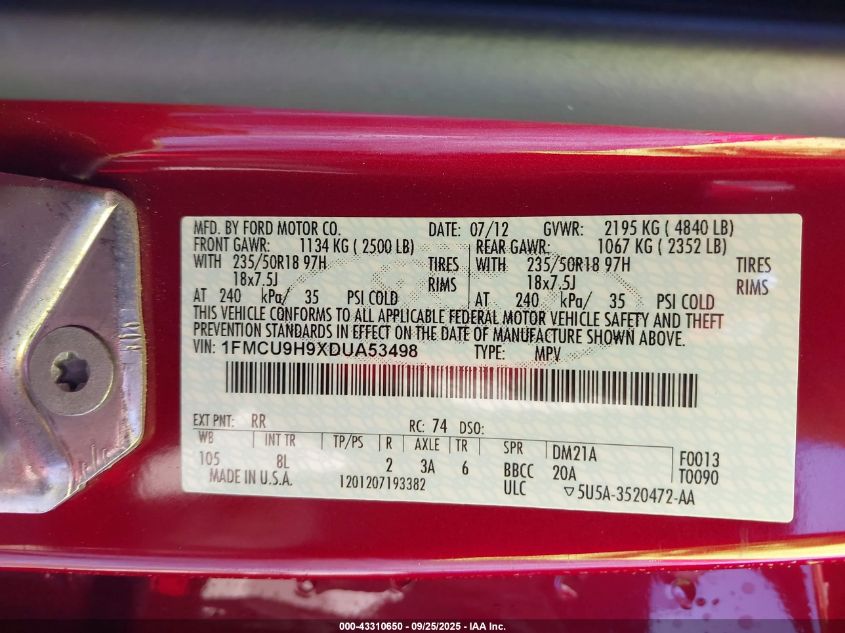 MFD. BY FORD MOTOR CO. DATE: 07/12 GVWR: 2195 KG ( 4840 LB)
FRONT GAWR: 1134 KG ( 2500 LB) REAR GAWR: 1067 KG ( 2352 LB)
WITH 235/50R18 97H TIRES WITH 235/50R18 97H TIRES
18x7.5J RIMS 18x7.5J RIMS
AT 240 kPa/ 35 PSI COLD AT 240 kPa/ 35 PSI COLD
THIS VEHICLE CONFORMS TO ALL APPLICABLE FEDERAL MOTOR VEHICLE SAFETY AND THEFT
PREVENTION STANDARDS IN EFFECT ON THE DATE OF MANUFACTURE SHOWN ABOVE.
VIN: 1FMCU9H9XDUA53498 TYPE: MPV
EXT PNT: RR RC: 74 DSO:
WB INT TR TP/PS R AXLE TR SPR DM21A F0013
105 8L 2 3A 6 BBCC 20A T0090
MADE IN U.S.A. 1201207193382 ULC ▽5U5A-3520472-AA
000-43310650 - 09/25/2025 - IAA Inc.